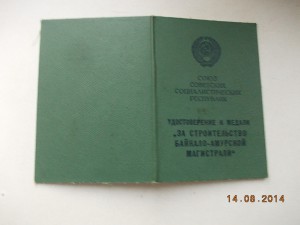 СОЮЗ
СОВЕТСКИХ
СОЦИАЛИСТИЧЕСКИХ
РЕСПУБЛИК
УДОСТОВЕРЕНИЕ К МЕДАЛИ
„ЗА СТРОИТЕЛЬСТВО
БАЙКАЛО-АМУРСКОЙ
МАГИСТРАЛИ“
14.08.2014